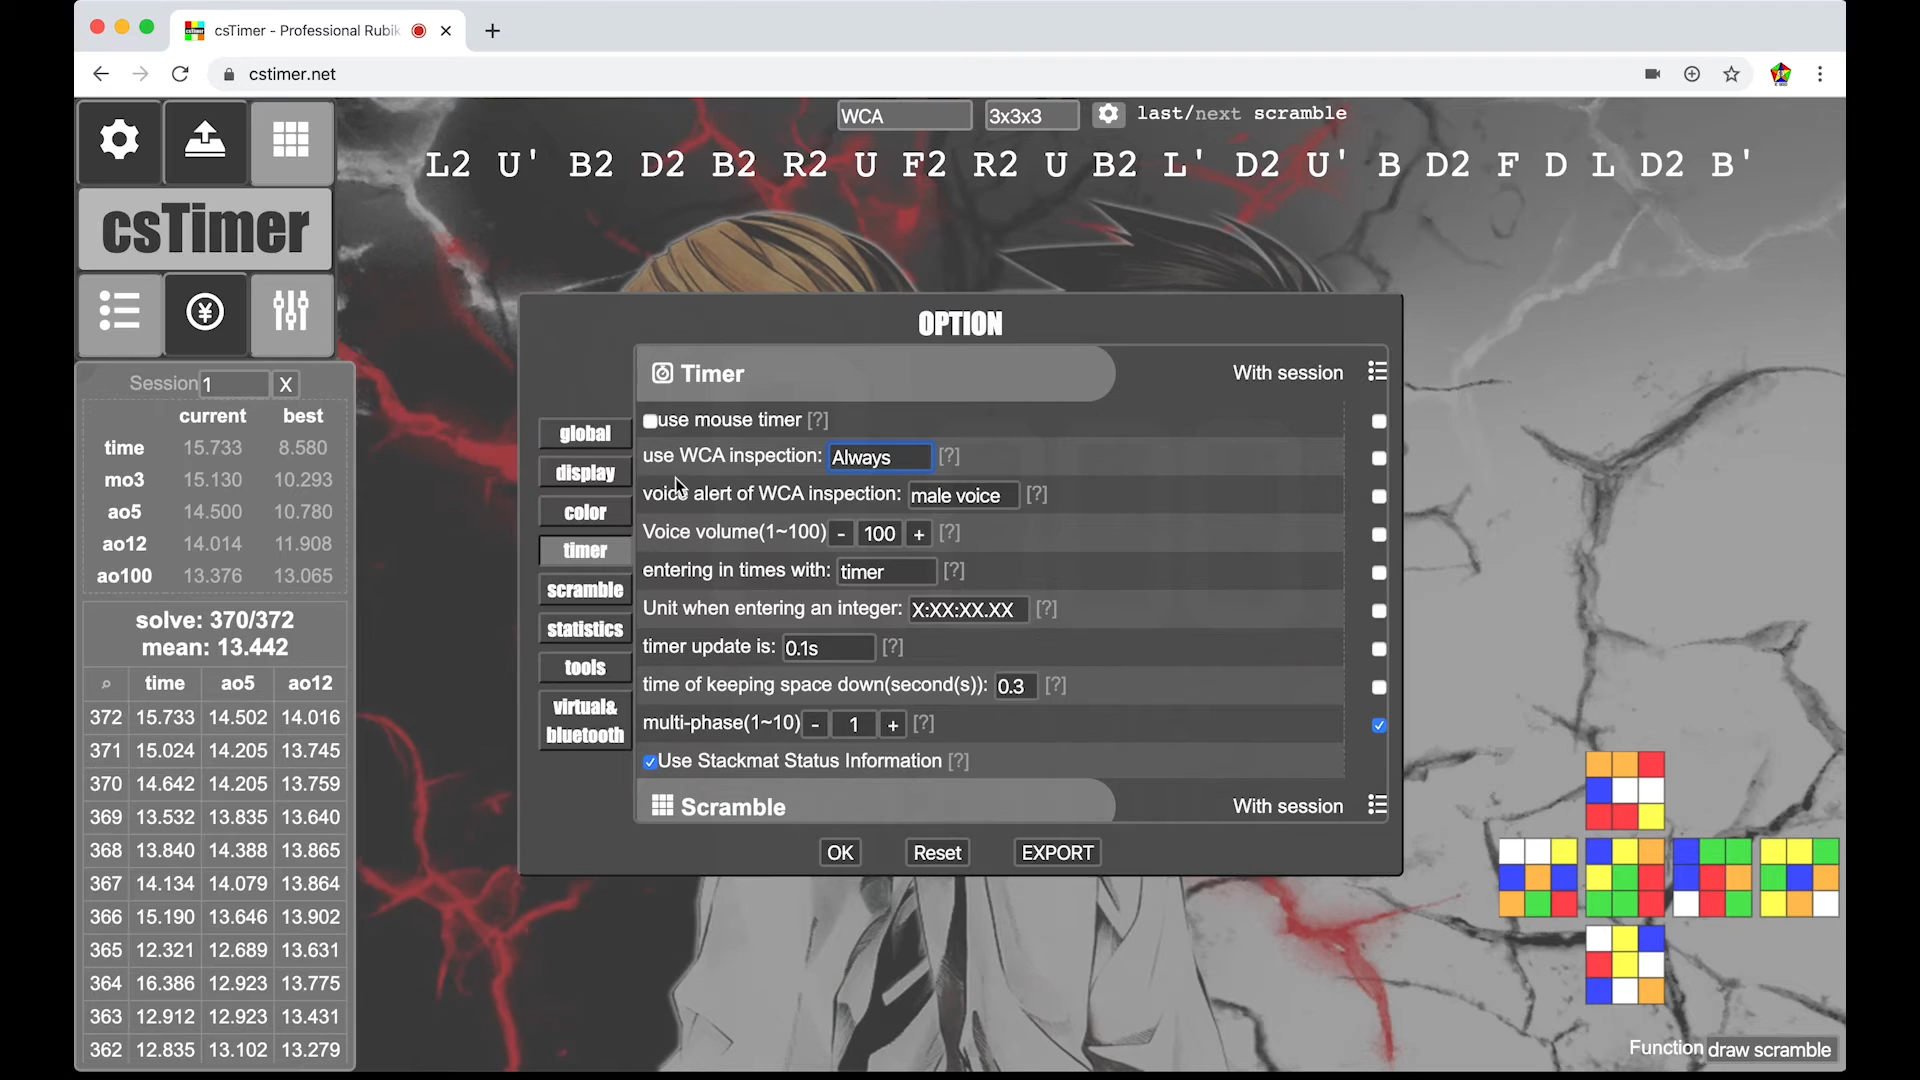 csTimer - Professional Rubik
cstimer.net
WCA 3x3x3 last/next scramble
L2 U' B2 D2 B2 R2 U F2 R2 U B2 L' D2 U' B D2 F D L D2 B'
csTimer
Session 1 X
current best
time 15.733 8.580
mo3 15.130 10.293
ao5 14.500 10.780
ao12 14.014 11.908
ao100 13.376 13.065
solve: 370/372
mean: 13.442
time ao5 ao12
372 15.733 14.502 14.016
371 15.024 14.205 13.745
370 14.642 14.205 13.759
369 13.532 13.835 13.640
368 13.840 14.388 13.865
367 14.134 14.079 13.864
366 15.190 13.646 13.902
365 12.321 12.689 13.631
364 16.386 12.923 13.775
363 12.912 12.923 13.431
362 12.835 13.102 13.279
OPTION
global
display
color
timer
scramble
statistics
tools
virtual&
bluetooth
Timer With session
use mouse timer [?]
use WCA inspection: Always [?]
voice alert of WCA inspection: male voice [?]
Voice volume(1~100) - 100 + [?]
entering in times with: timer [?]
Unit when entering an integer: X:XX:XX.XX [?]
timer update is: 0.1s [?]
time of keeping space down(second(s)): 0.3 [?]
multi-phase(1~10) - 1 + [?]
Use Stackmat Status Information [?]
Scramble With session
OK Reset EXPORT
Function draw scramble